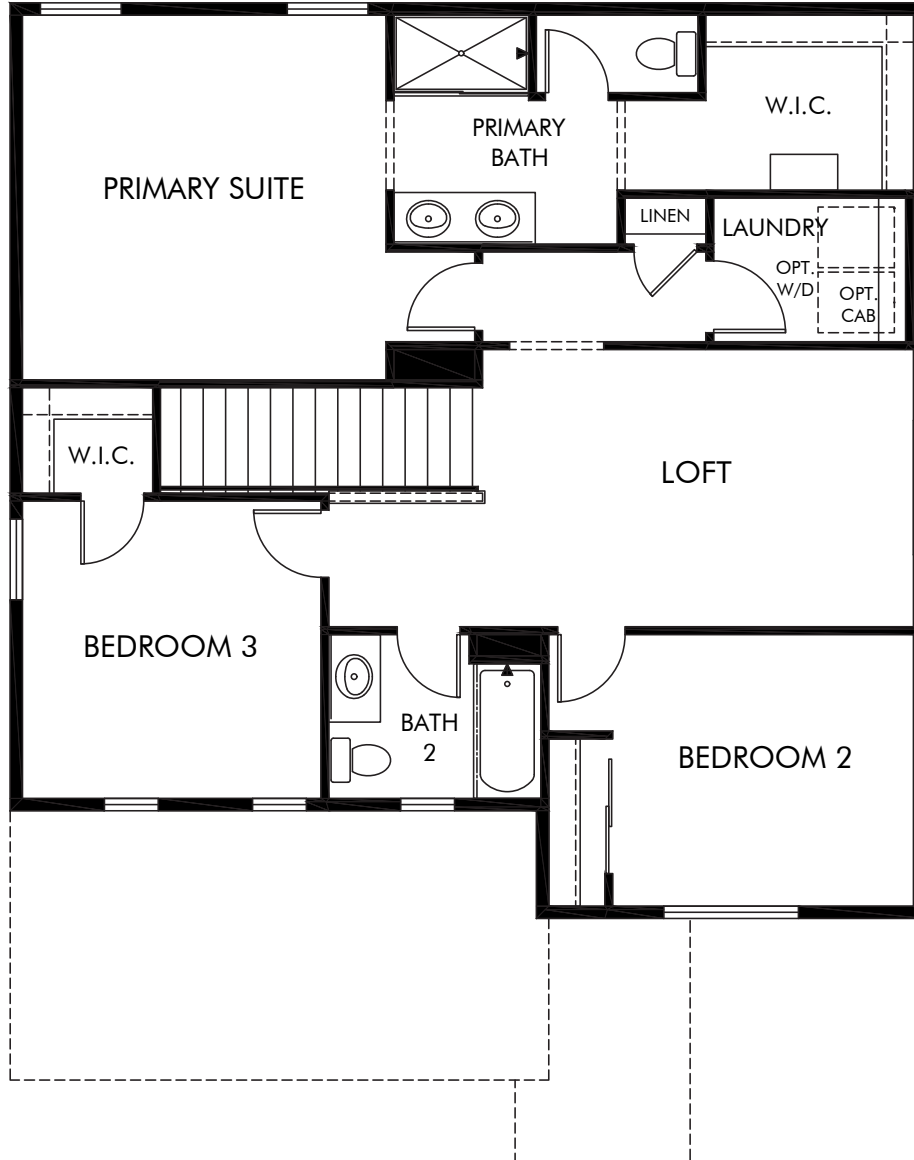 W.I.C.
PRIMARY
BATH
PRIMARY SUITE
LINEN
LAUNDRY
OPT.
W/D
OPT.
CAB
W.I.C.
LOFT
BEDROOM 3
BATH
2
BEDROOM 2